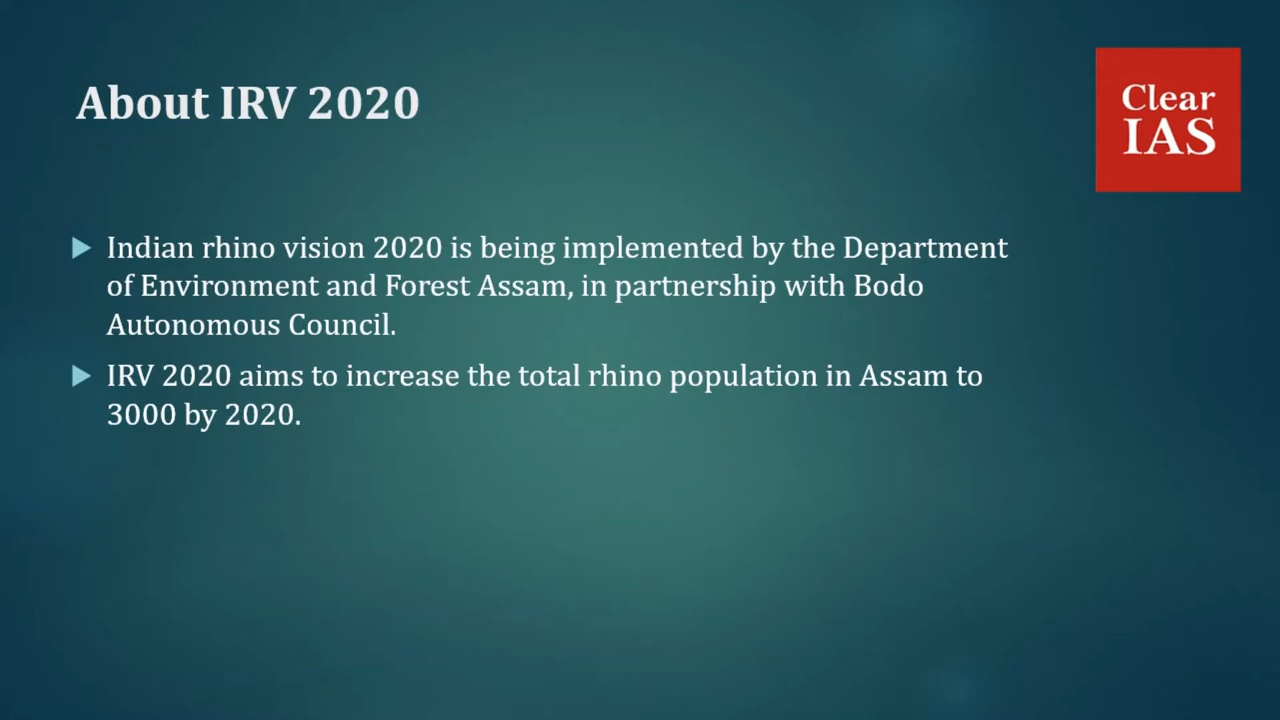 About IRV 2020
Clear
IAS
Indian rhino vision 2020 is being implemented by the Department
of Environment and Forest Assam, in partnership with Bodo
Autonomous Council.
IRV 2020 aims to increase the total rhino population in Assam to
3000 by 2020.